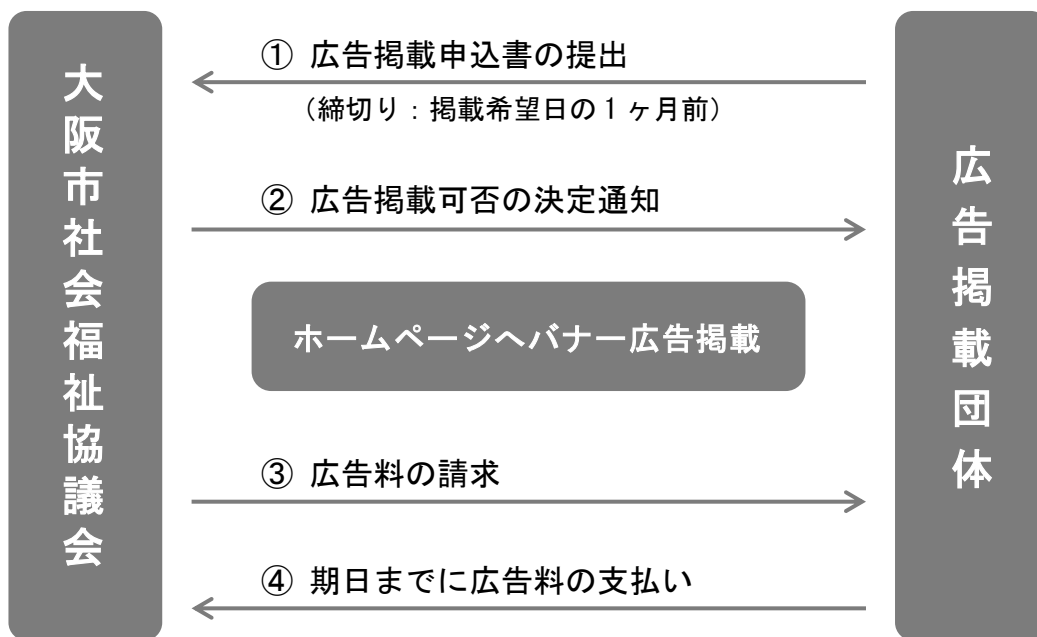 大阪市社会福祉協議会
① 広告掲載申込書の提出
（締切り：掲載希望日の１ヶ月前）
② 広告掲載可否の決定通知
ホームページへバナー広告掲載
③ 広告料の請求
④ 期日までに広告料の支払い
広告掲載団体